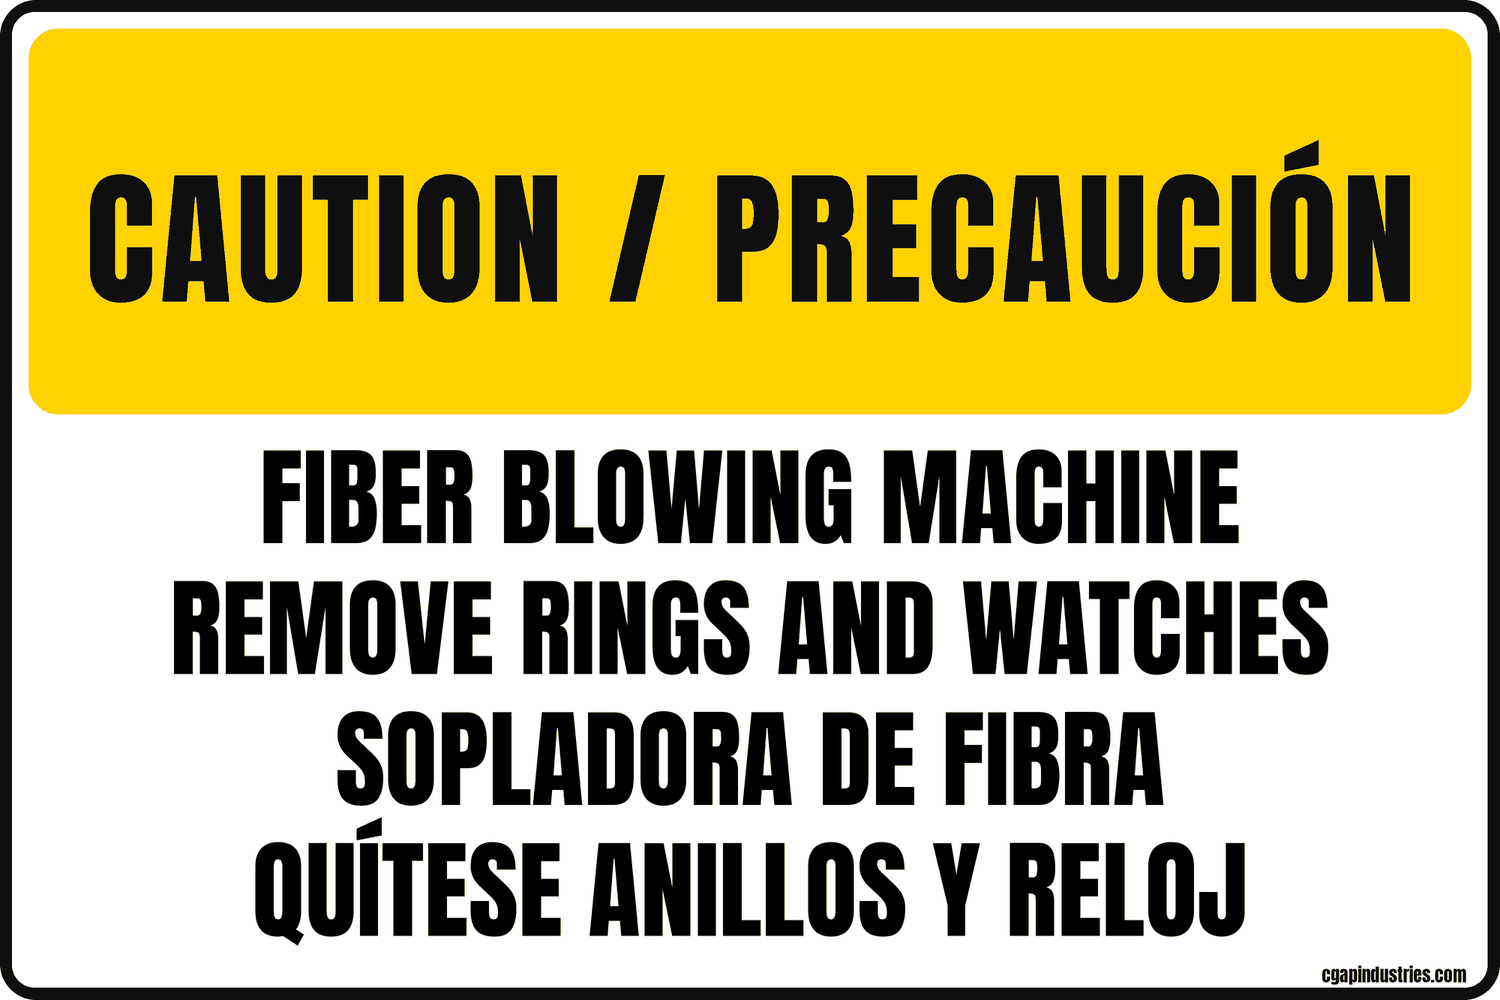 CAUTION / PRECAUCIÓN
FIBER BLOWING MACHINE
REMOVE RINGS AND WATCHES
SOPLADORA DE FIBRA
QUÍTESE ANILLOS Y RELOJ
cgapindustries.com